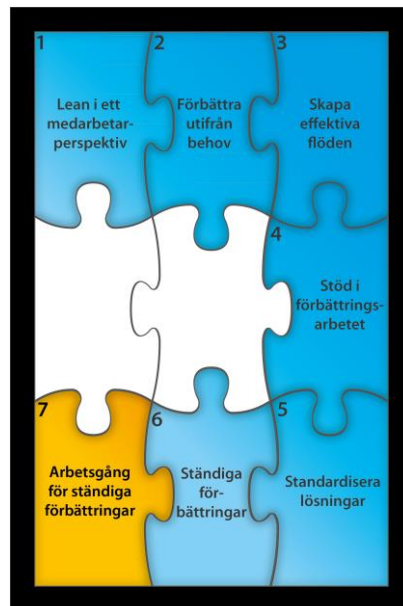 1
Lean i ett
medarbetar-
perspektiv
2
Förbättra
utifrån
behov
3
Skapa
effektiva
flöden
4
Stöd i
förbättrings-
arbetet
7
Arbetsgång
för ständiga
förbättringar
6
Ständiga
för-
bättringar
5
Standardisera
lösningar